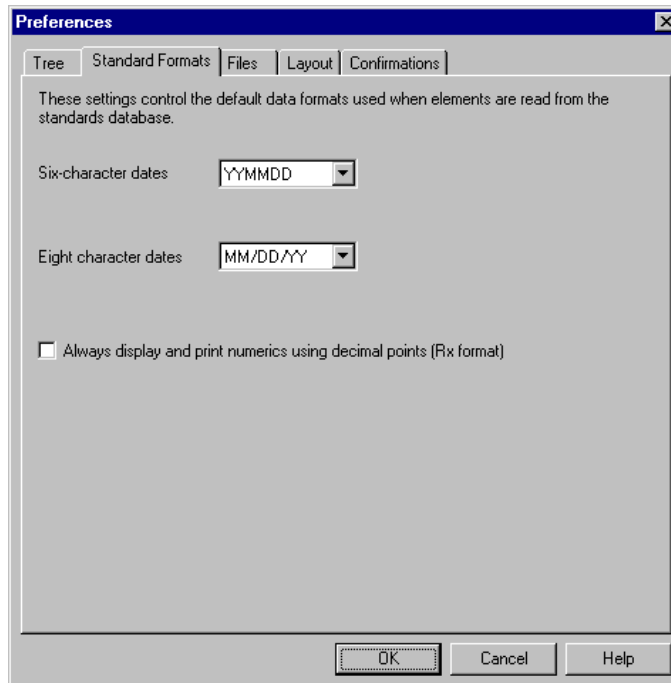 Preferences
Tree Standard Formats Files Layout Confirmations
These settings control the default data formats used when elements are read from the
standards database.
Six-character dates YYMMDD
Eight character dates MM/DD/YY
Always display and print numerics using decimal points (Rx format)
OK Cancel Help